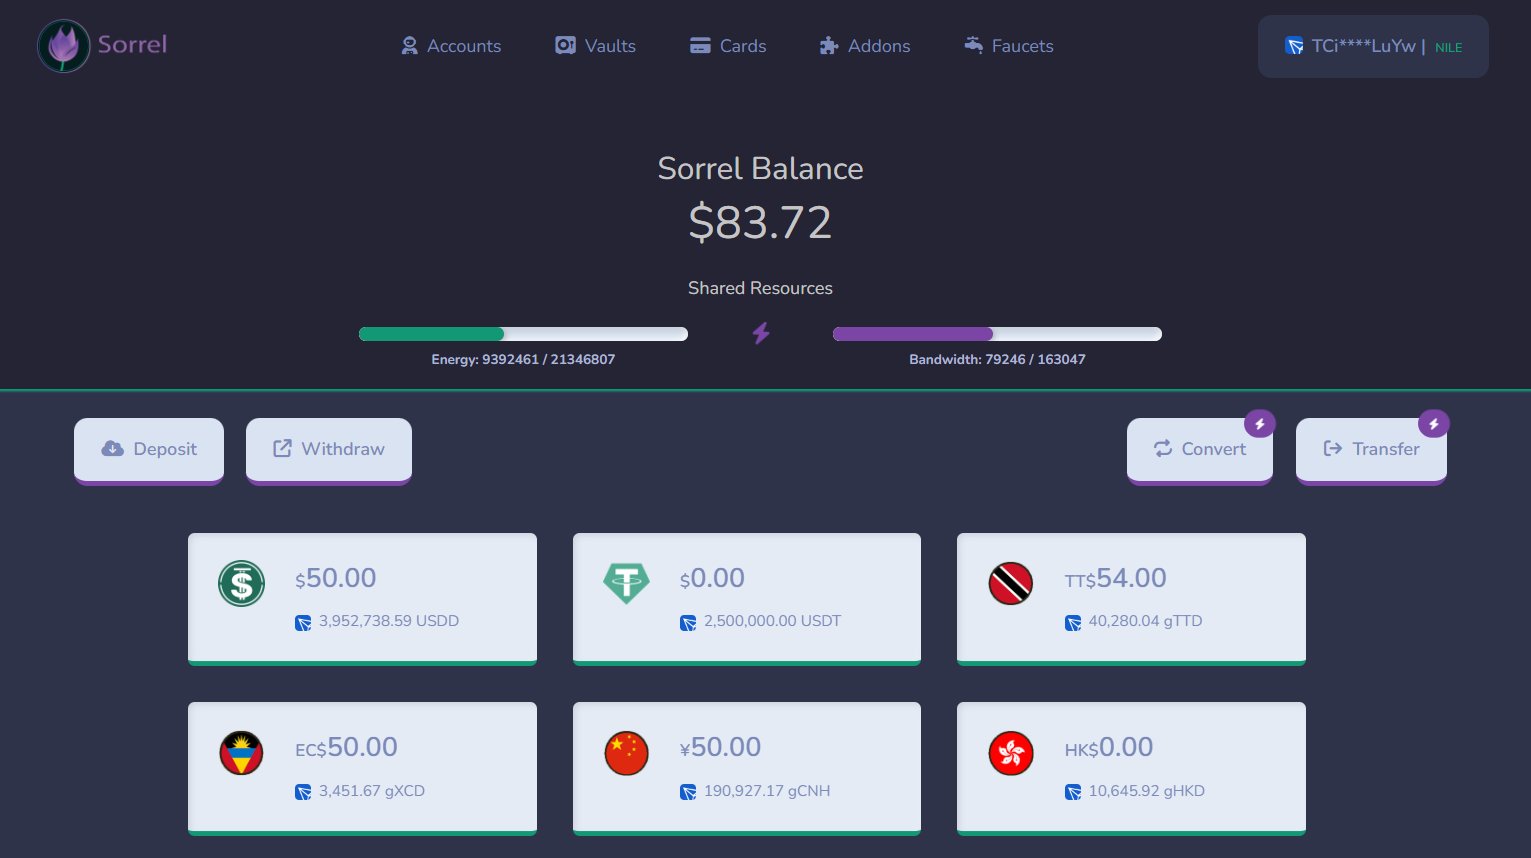 Sorrel
Accounts
Vaults
Cards
Addons
Faucets
TCi****LuYw | NILE
Sorrel Balance
$83.72
Shared Resources
Energy: 9392461 / 21346807
Bandwidth: 79246 / 163047
Deposit
Withdraw
Convert
Transfer
$50.00
3,952,738.59 USDD
$0.00
2,500,000.00 USDT
TT$54.00
40,280.04 gTTD
EC$50.00
3,451.67 gXCD
¥50.00
190,927.17 gCNH
HK$0.00
10,645.92 gHKD